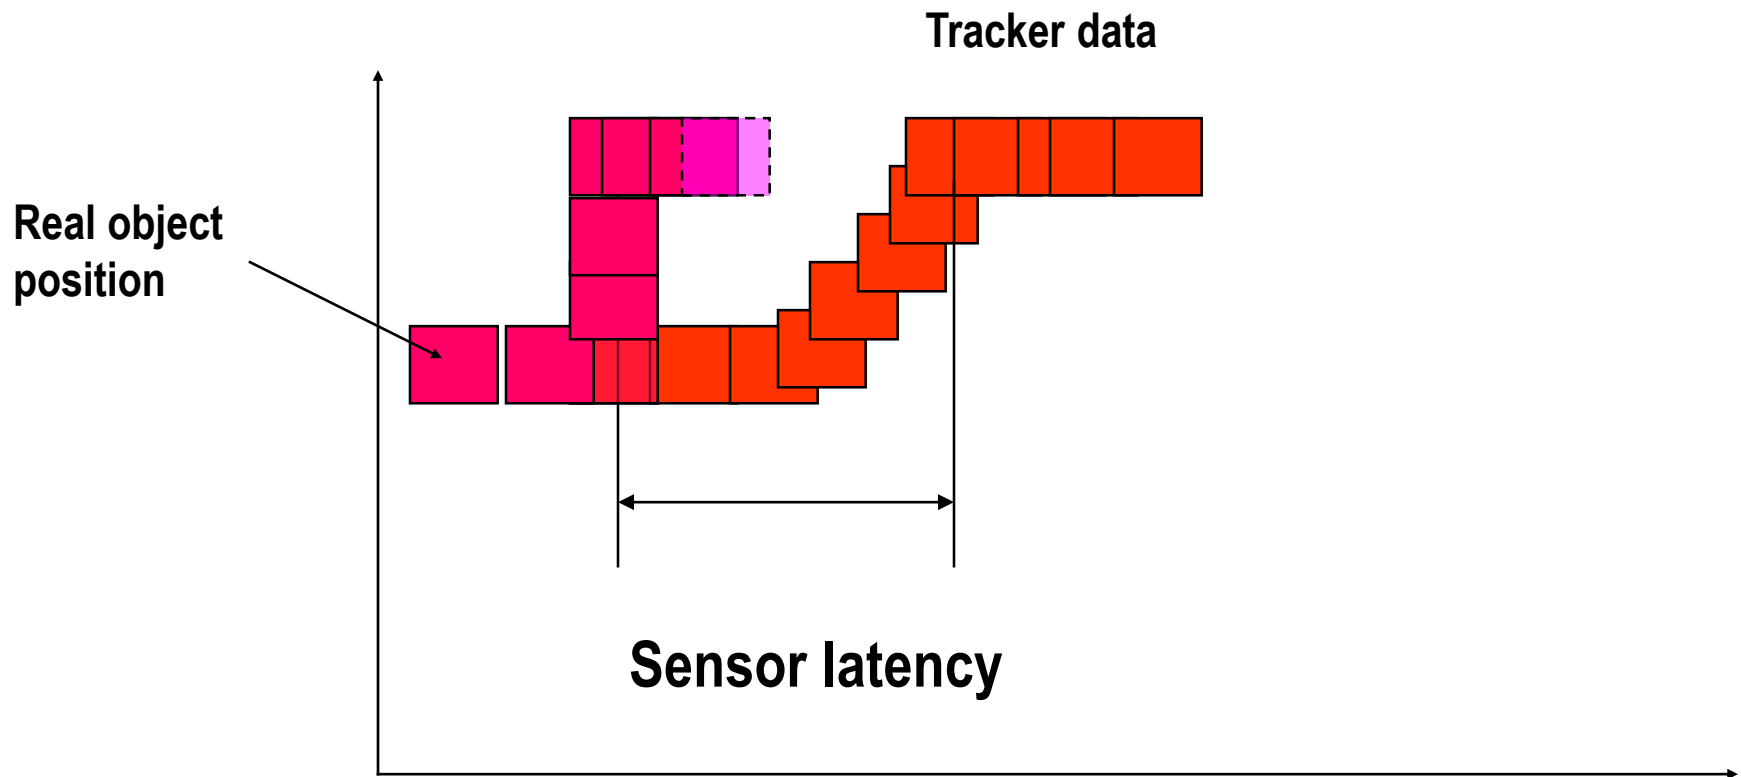 Tracker data
Real object
position
Sensor latency